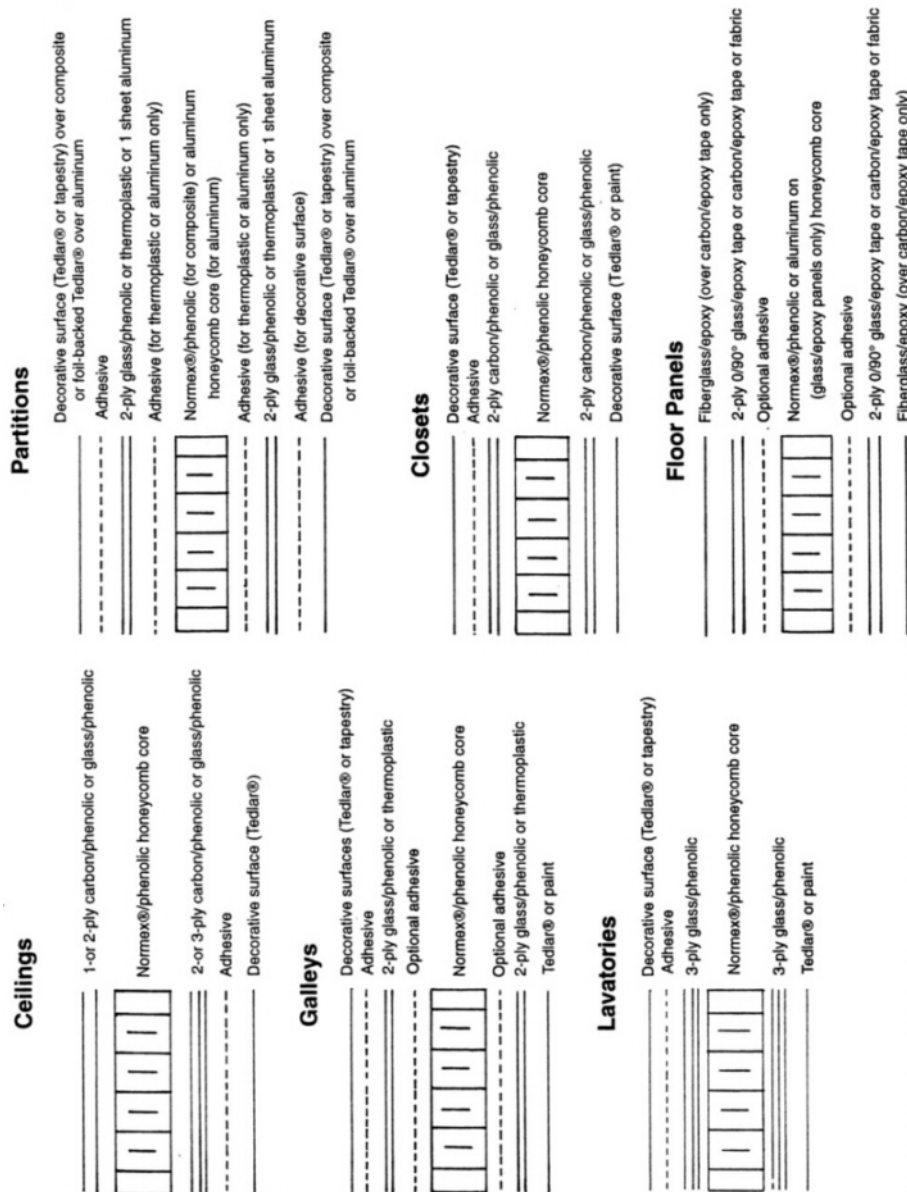 Ceilings
1-or 2-ply carbon/phenolic or glass/phenolic
Normex®/phenolic honeycomb core
2-or 3-ply carbon/phenolic or glass/phenolic
Adhesive
Decorative surface (Tedlar®)
Partitions
Decorative surface (Tedlar® or tapestry) over composite
or foil-backed Tedlar® over aluminum
Adhesive
2-ply glass/phenolic or thermoplastic or 1 sheet aluminum
Adhesive (for thermoplastic or aluminum only)
Normex®/phenolic (for composite) or aluminum
honeycomb core (for aluminum)
Adhesive (for thermoplastic or aluminum only)
2-ply glass/phenolic or thermoplastic or 1 sheet aluminum
Adhesive (for decorative surface)
Decorative surface (Tedlar® or tapestry) over composite
or foil-backed Tedlar® over aluminum
Galleys
Decorative surfaces (Tedlar® or tapestry)
Adhesive
2-ply glass/phenolic or thermoplastic
Optional adhesive
Normex®/phenolic honeycomb core
Optional adhesive
2-ply glass/phenolic or thermoplastic
Tedlar® or paint
Closets
Decorative surface (Tedlar® or tapestry)
Adhesive
2-ply carbon/phenolic or glass/phenolic
Normex®/phenolic honeycomb core
2-ply carbon/phenolic or glass/phenolic
Decorative surface (Tedlar® or paint)
Lavatories
Decorative surface (Tedlar® or tapestry)
Adhesive
3-ply glass/phenolic
Normex®/phenolic honeycomb core
3-ply glass/phenolic
Tedlar® or paint
Floor Panels
Fiberglass/epoxy (over carbon/epoxy tape only)
2-ply 0/90° glass/epoxy tape or carbon/epoxy tape or fabric
Optional adhesive
Normex®/phenolic or aluminum on
(glass/epoxy panels only) honeycomb core
Optional adhesive
2-ply 0/90° glass/epoxy tape or carbon/epoxy tape or fabric
Fiberglass/epoxy (over carbon/epoxy tape only)